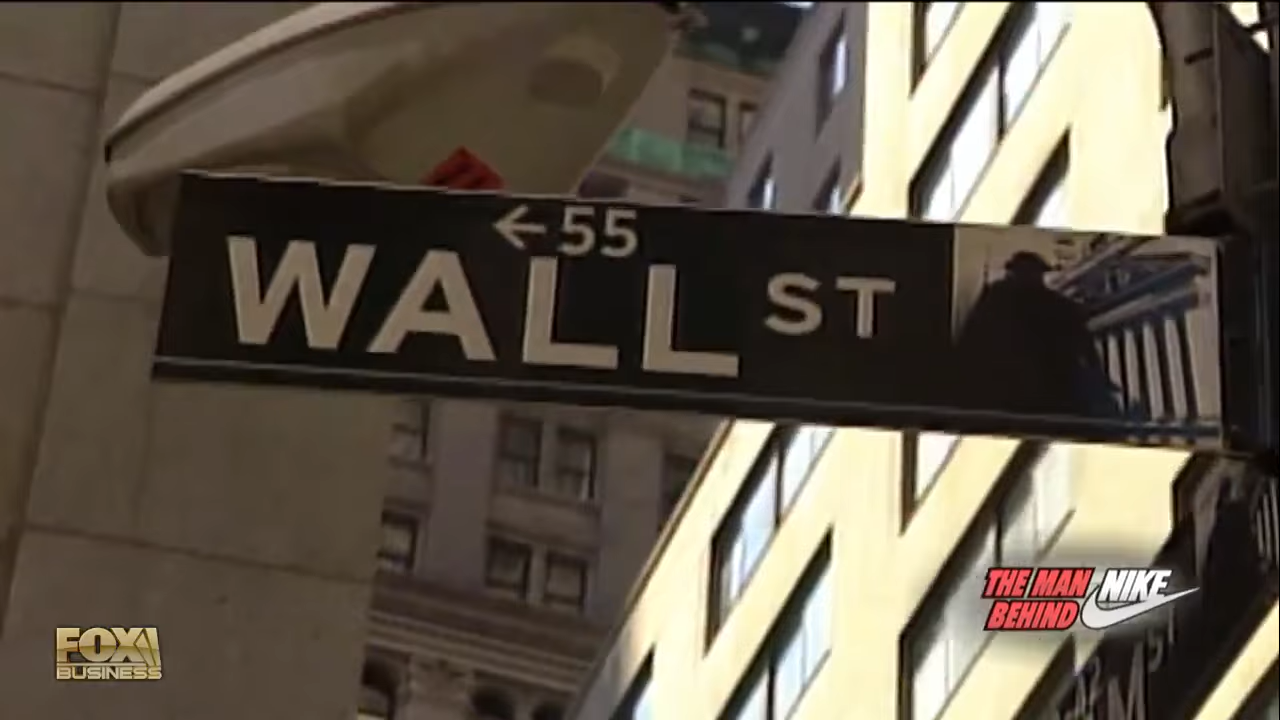 ←55
WALL ST
THE MAN
BEHIND
NIKE
FOX
BUSINESS